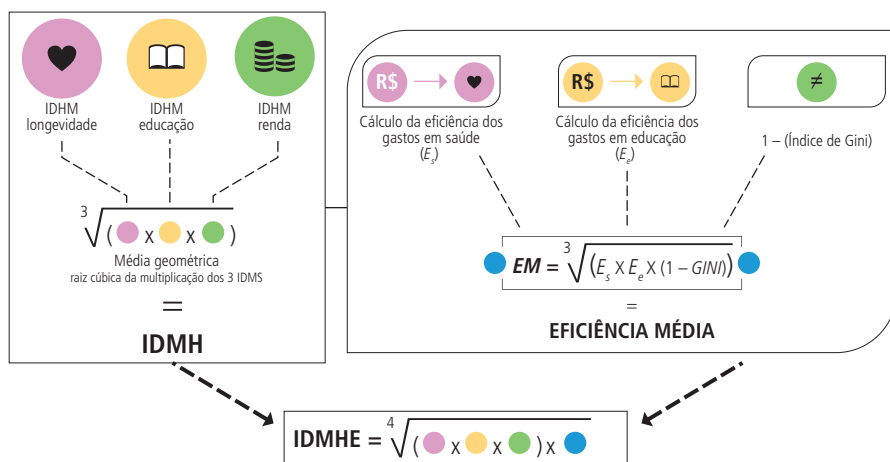 IDHM
longevidade
IDHM
educação
IDHM
renda
3√( x x )
Média geométrica
raiz cúbica da multiplicação dos 3 IDMS
=
IDMH
R$
Cálculo da eficiência dos
gastos em saúde
(Es)
R$
Cálculo da eficiência dos
gastos em educação
(Ee)
≠
1 – (Índice de Gini)
EM = 3√(Es X Ee X (1 – GINI))
=
EFICIÊNCIA MÉDIA
IDMHE = 4√( x x ) x